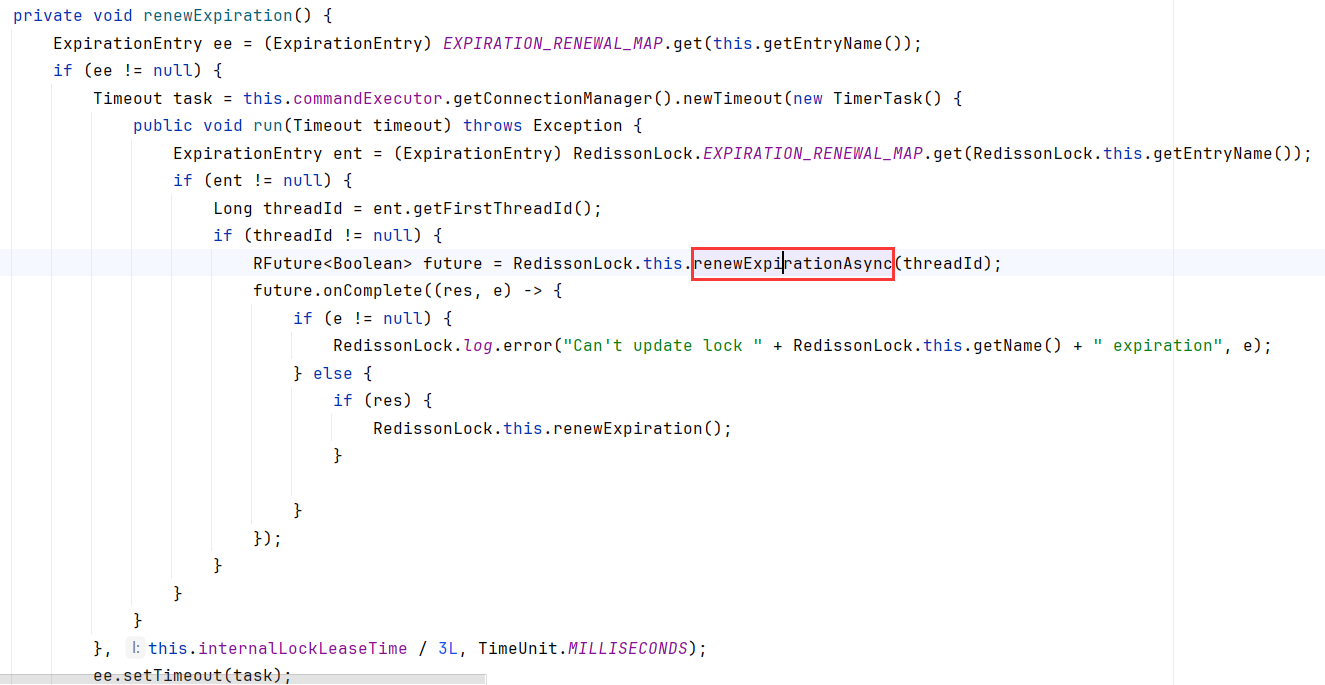 private void renewExpiration() {
    ExpirationEntry ee = (ExpirationEntry) EXPIRATION_RENEWAL_MAP.get(this.getEntryName());
    if (ee != null) {
        Timeout task = this.commandExecutor.getConnectionManager().newTimeout(new TimerTask() {
            public void run(Timeout timeout) throws Exception {
                ExpirationEntry ent = (ExpirationEntry) RedissonLock.EXPIRATION_RENEWAL_MAP.get(RedissonLock.this.getEntryName());
                if (ent != null) {
                    Long threadId = ent.getFirstThreadId();
                    if (threadId != null) {
                        RFuture<Boolean> future = RedissonLock.this.renewExpirationAsync(threadId);
                        future.onComplete((res, e) -> {
                            if (e != null) {
                                RedissonLock.log.error("Can't update lock " + RedissonLock.this.getName() + " expiration", e);
                            } else {
                                if (res) {
                                    RedissonLock.this.renewExpiration();
                                }
                            }
                        });
                    }
                }
            }
        }, l: this.internalLockLeaseTime / 3L, TimeUnit.MILLISECONDS);
        ee.setTimeout(task);